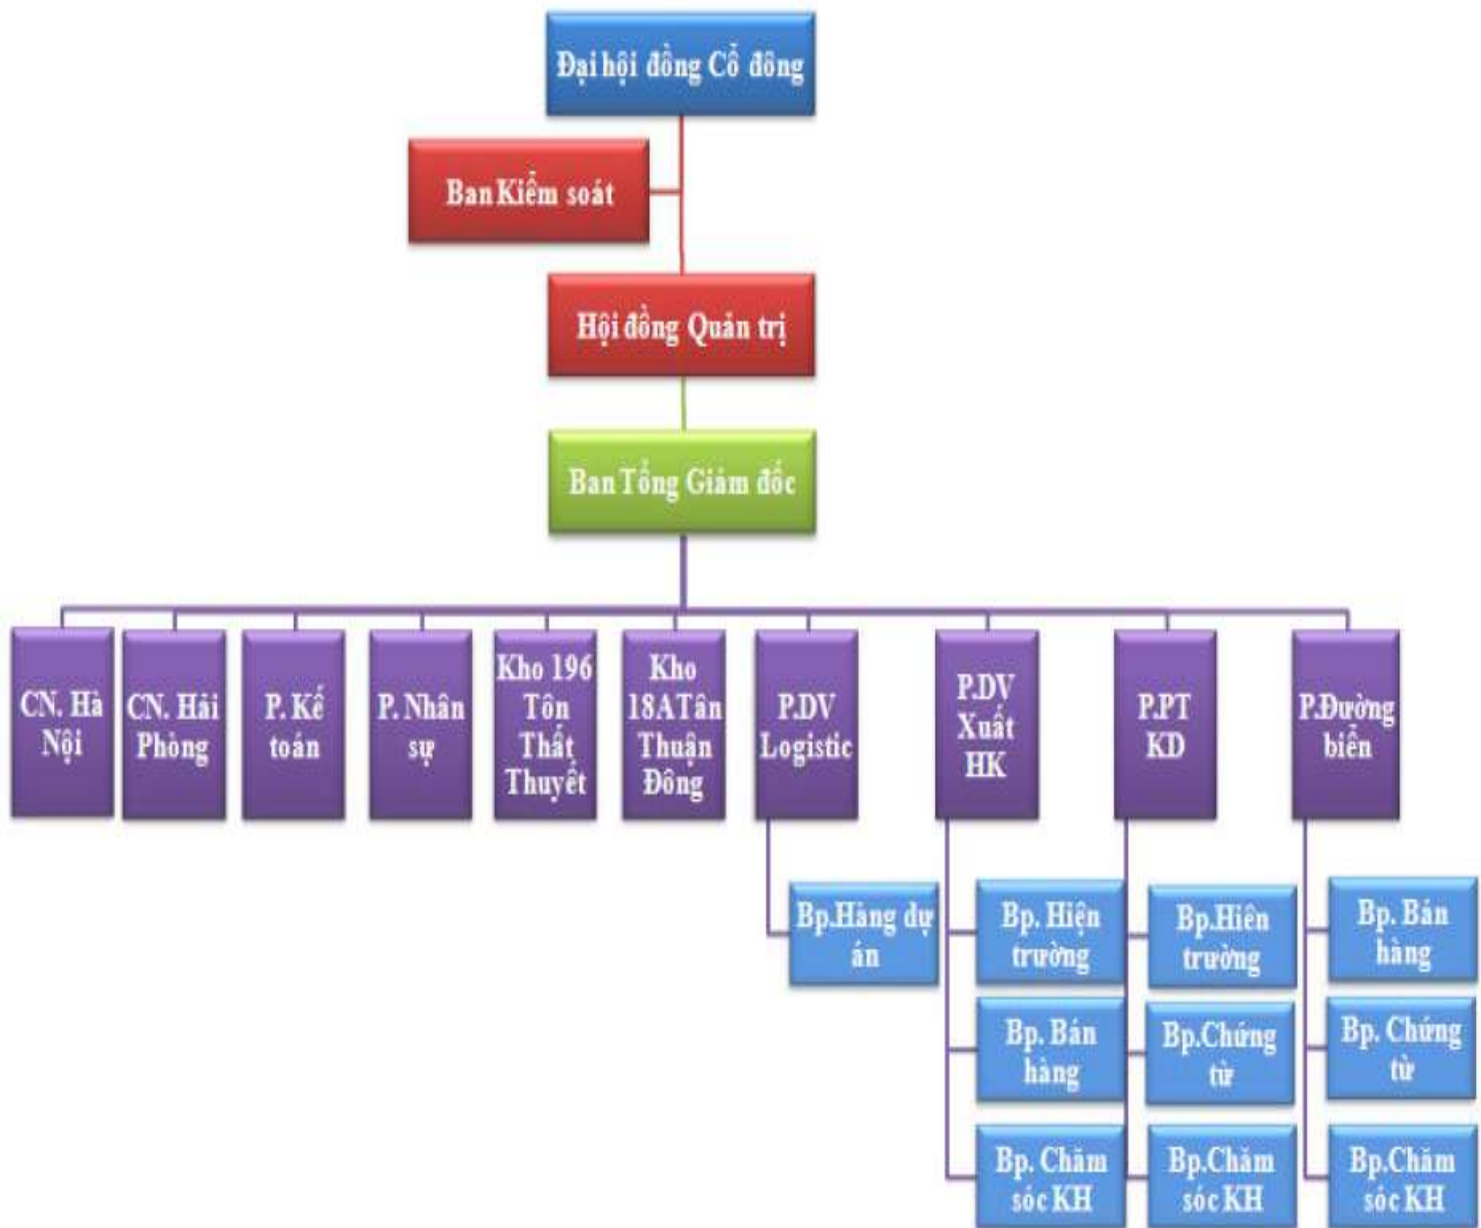 Đại hội đồng Cổ đông
Ban Kiểm soát
Hội đồng Quản trị
Ban Tổng Giám đốc
CN. Hà
Nội
CN. Hải
Phòng
P. Kế
toán
P. Nhân
sự
Kho 196
Tôn
Thất
Thuyết
Kho
18A Tân
Thuận
Đông
P.DV
Logistic
P.DV
Xuất
HK
P.PT
KD
P.Đường
biển
Bp.Hàng dự
án
Bp. Hiện
trường
Bp. Bán
hàng
Bp. Chăm
sóc KH
Bp.Hiên
trường
Bp.Chứng
từ
Bp.Chăm
sóc KH
Bp. Bán
hàng
Bp. Chứng
từ
Bp.Chăm
sóc KH